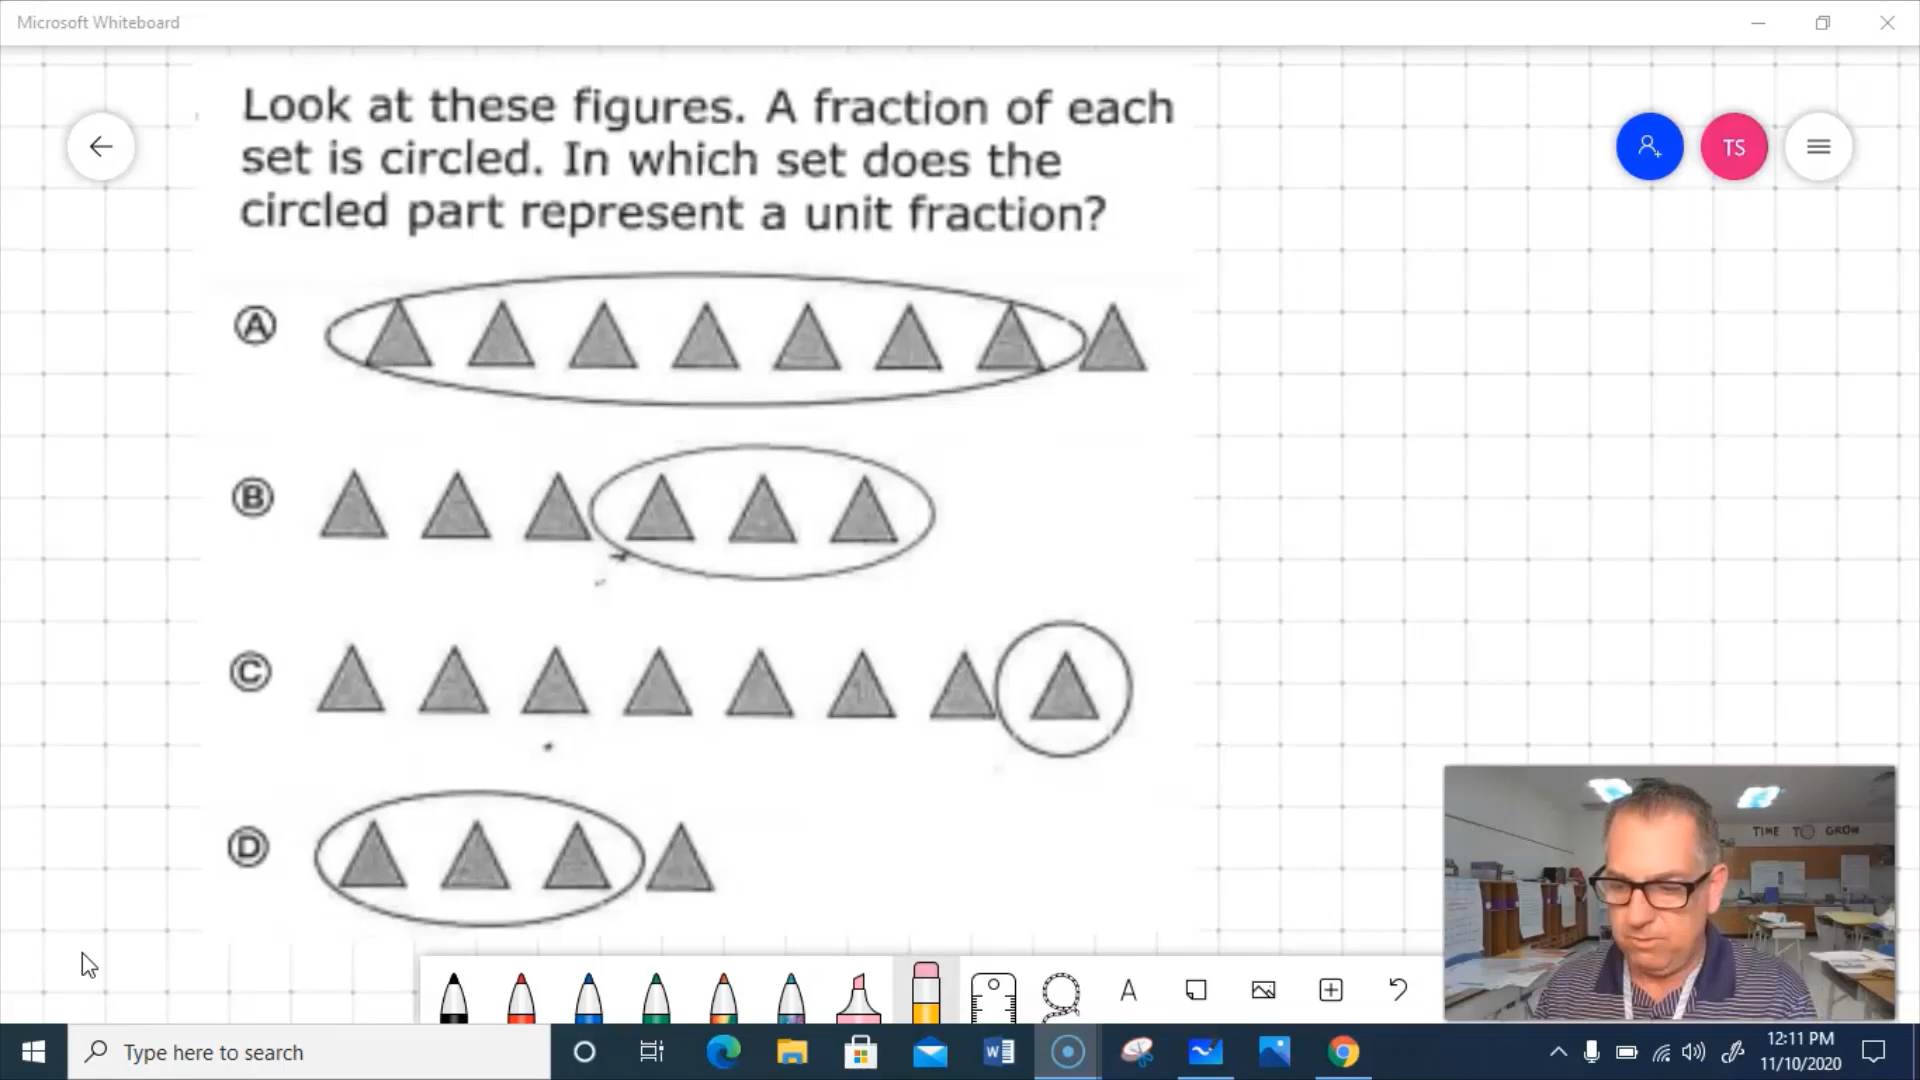 Microsoft Whiteboard
Look at these figures. A fraction of each
set is circled. In which set does the
circled part represent a unit fraction?
TS
A
B
C
D
TIME TO GROW
A
Type here to search
12:11 PM
11/10/2020